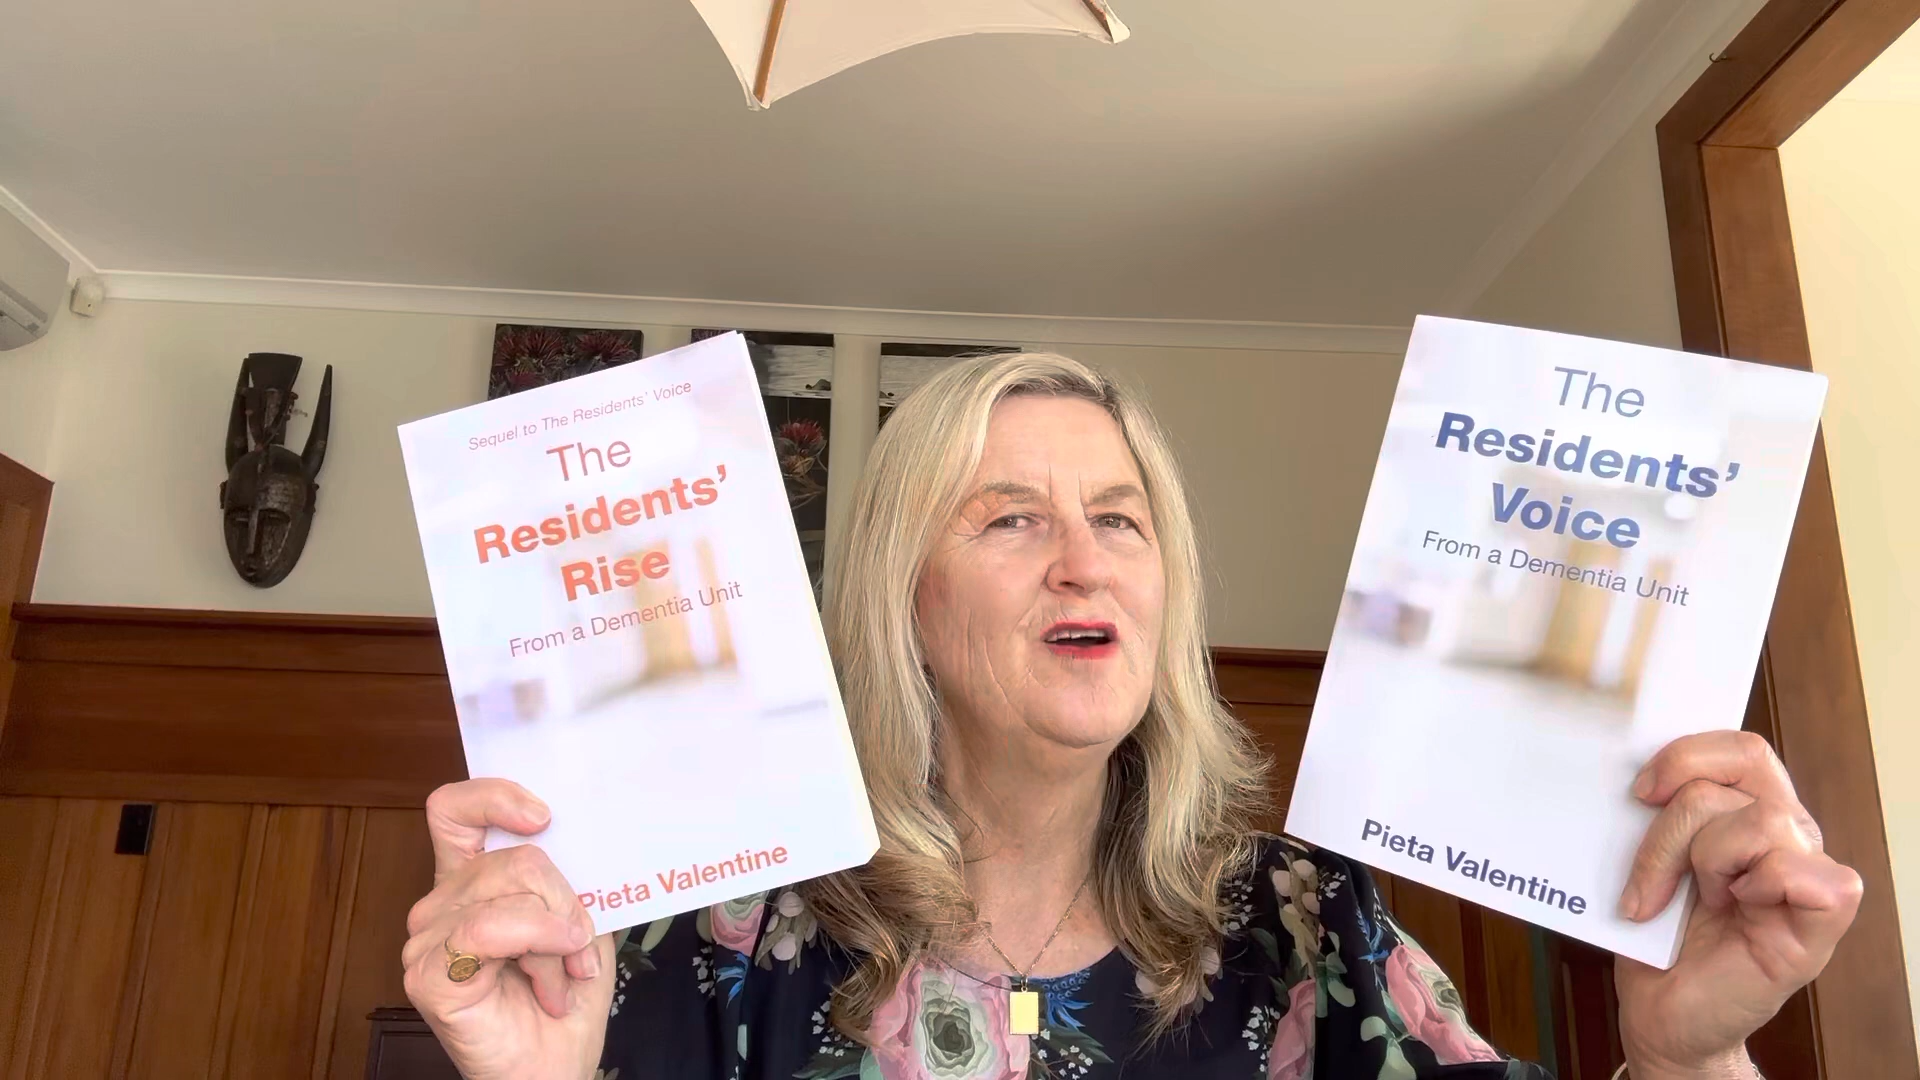 Sequel to The Residents' Voice
The
Residents'
Rise
From a Dementia Unit
Pieta Valentine
The
Residents'
Voice
From a Dementia Unit
Pieta Valentine